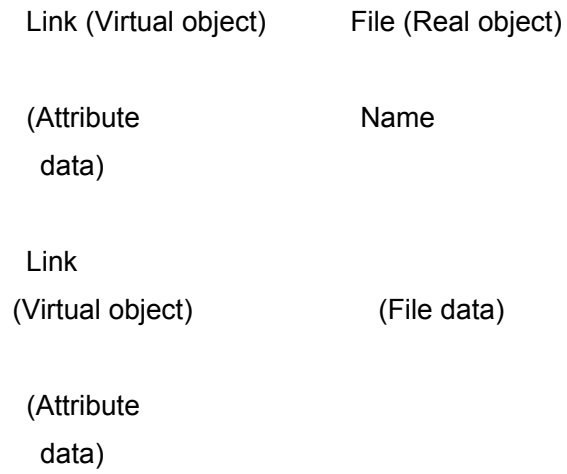 Link (Virtual object) File (Real object)
(Attribute Name
data)
Link
(Virtual object) (File data)
(Attribute
data)